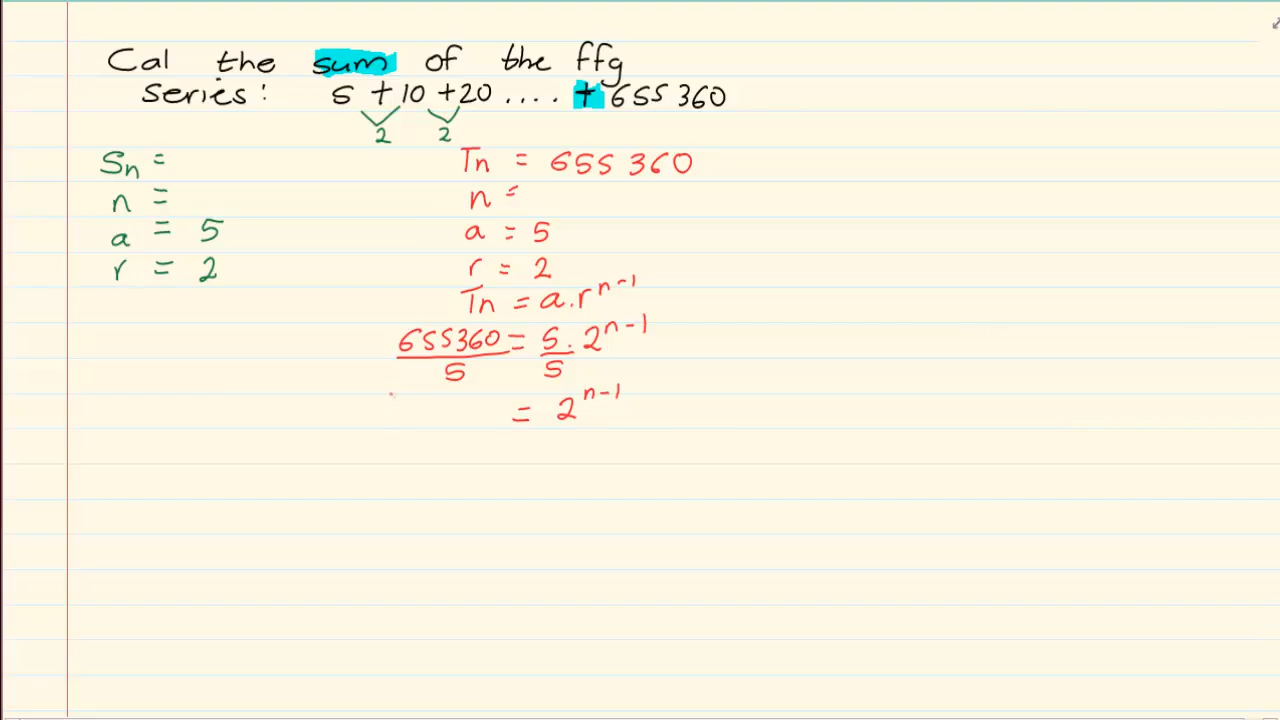 Cal the sum of the ffg
series: 5 + 10 + 20 .... + 655 360
2 2
Sn =
n =
a = 5
r = 2
Tn = 655 360
n =
a = 5
r = 2
Tn = a.r^{n-1}
655360/5 = 5.2^{n-1}/5
= 2^{n-1}